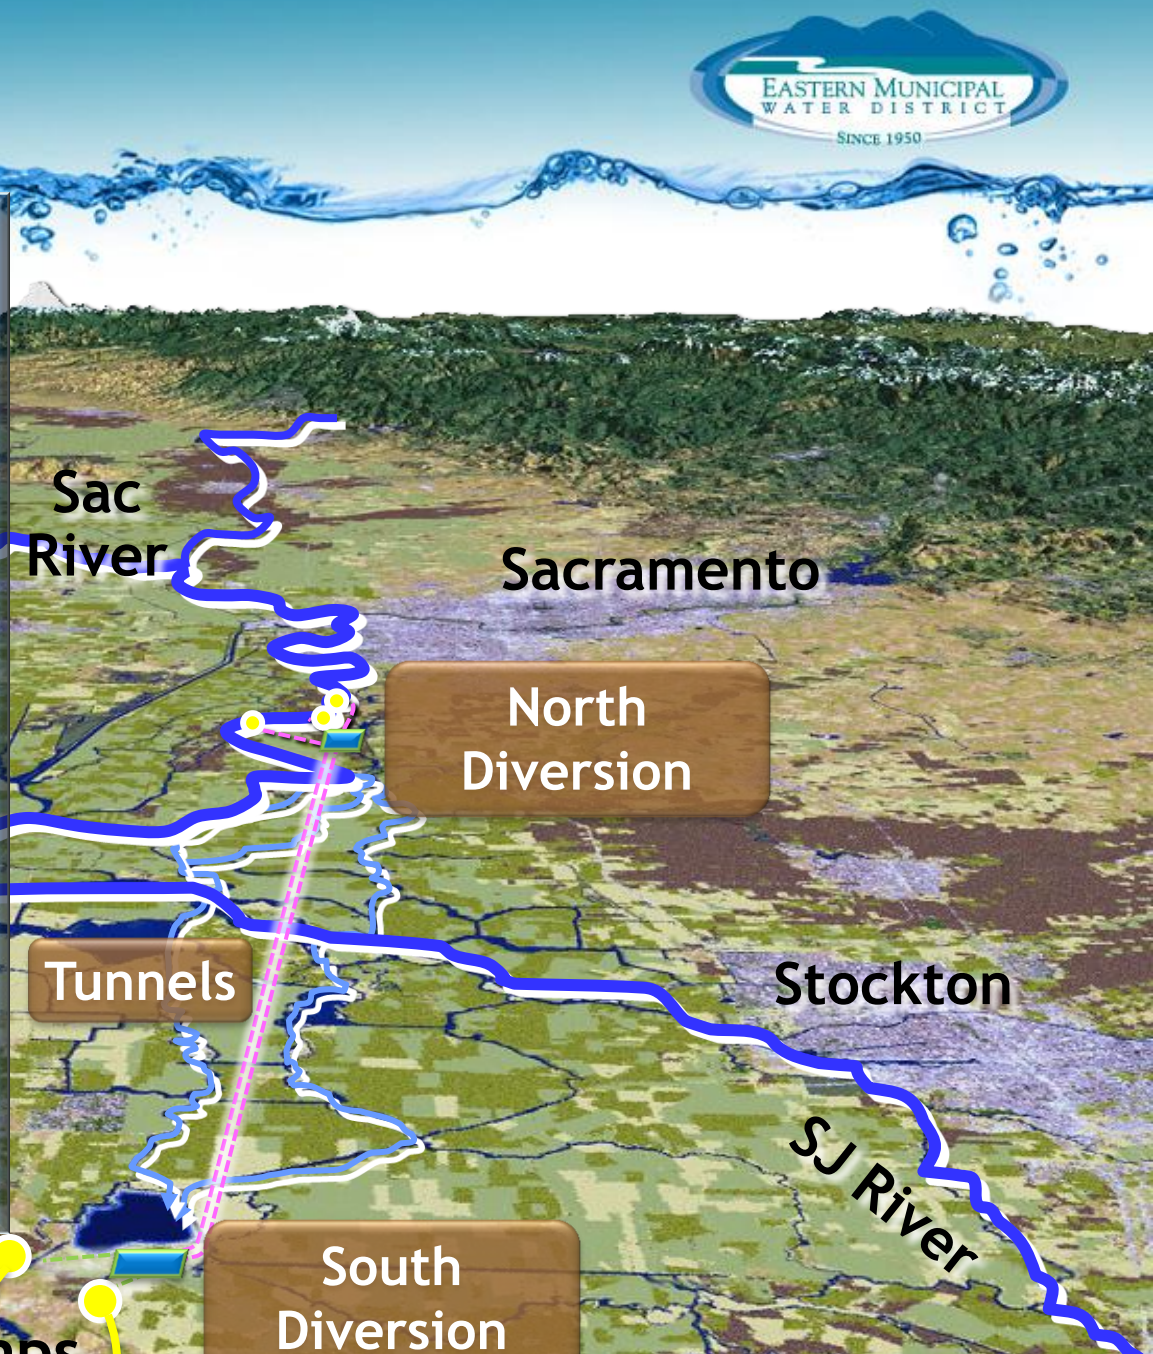 EASTERN MUNICIPAL
WATER DISTRICT
SINCE 1950
Sac
River
Sacramento
North
Diversion
Tunnels
Stockton
SJ River
South
Diversion